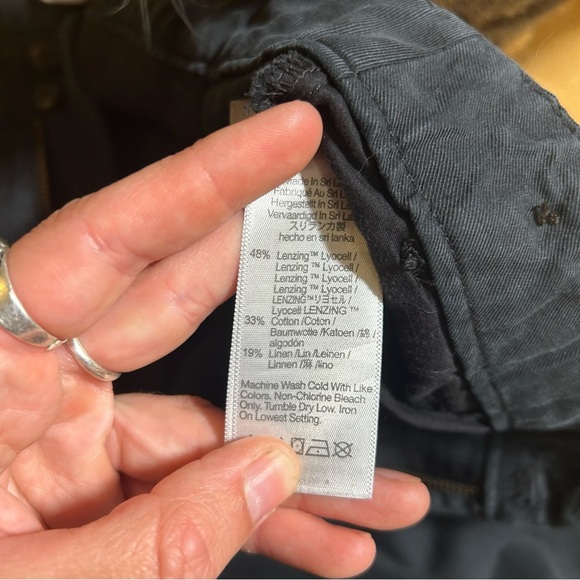 Made In Sri L
Fabriqué Au Sri L
Hergestellt In Sri L
Vervaardigd In Sri L
スリランカ製
hecho en sri lanka
48% Lenzing™ Lyocell /
Lenzing ™ Lyocell /
Lenzing ™ Lyocell /
Lenzing ™ Lyocell /
LENZING™リヨセル /
Lyocell LENZING ™
33% Cotton /Coton /
Baumwolle /Katoen /綿 /
algodón
19% Linen /Lin /Leinen /
Linnen /麻 /lino
Machine Wash Cold With Like
Colors. Non-Chlorine Bleach
Only. Tumble Dry Low. Iron
On Lowest Setting.